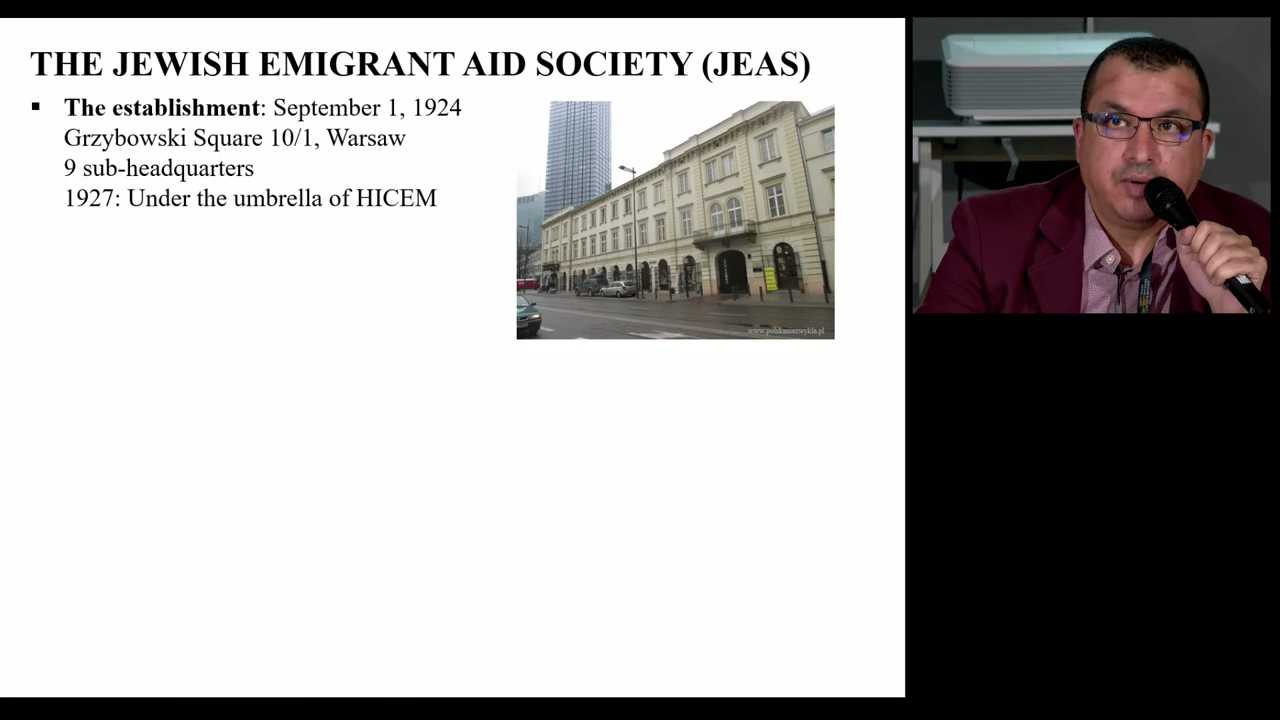 THE JEWISH EMIGRANT AID SOCIETY (JEAS)
▪ The establishment: September 1, 1924
Grzybowski Square 10/1, Warsaw
9 sub-headquarters
1927: Under the umbrella of HICEM
www.polskaniezwykla.pl